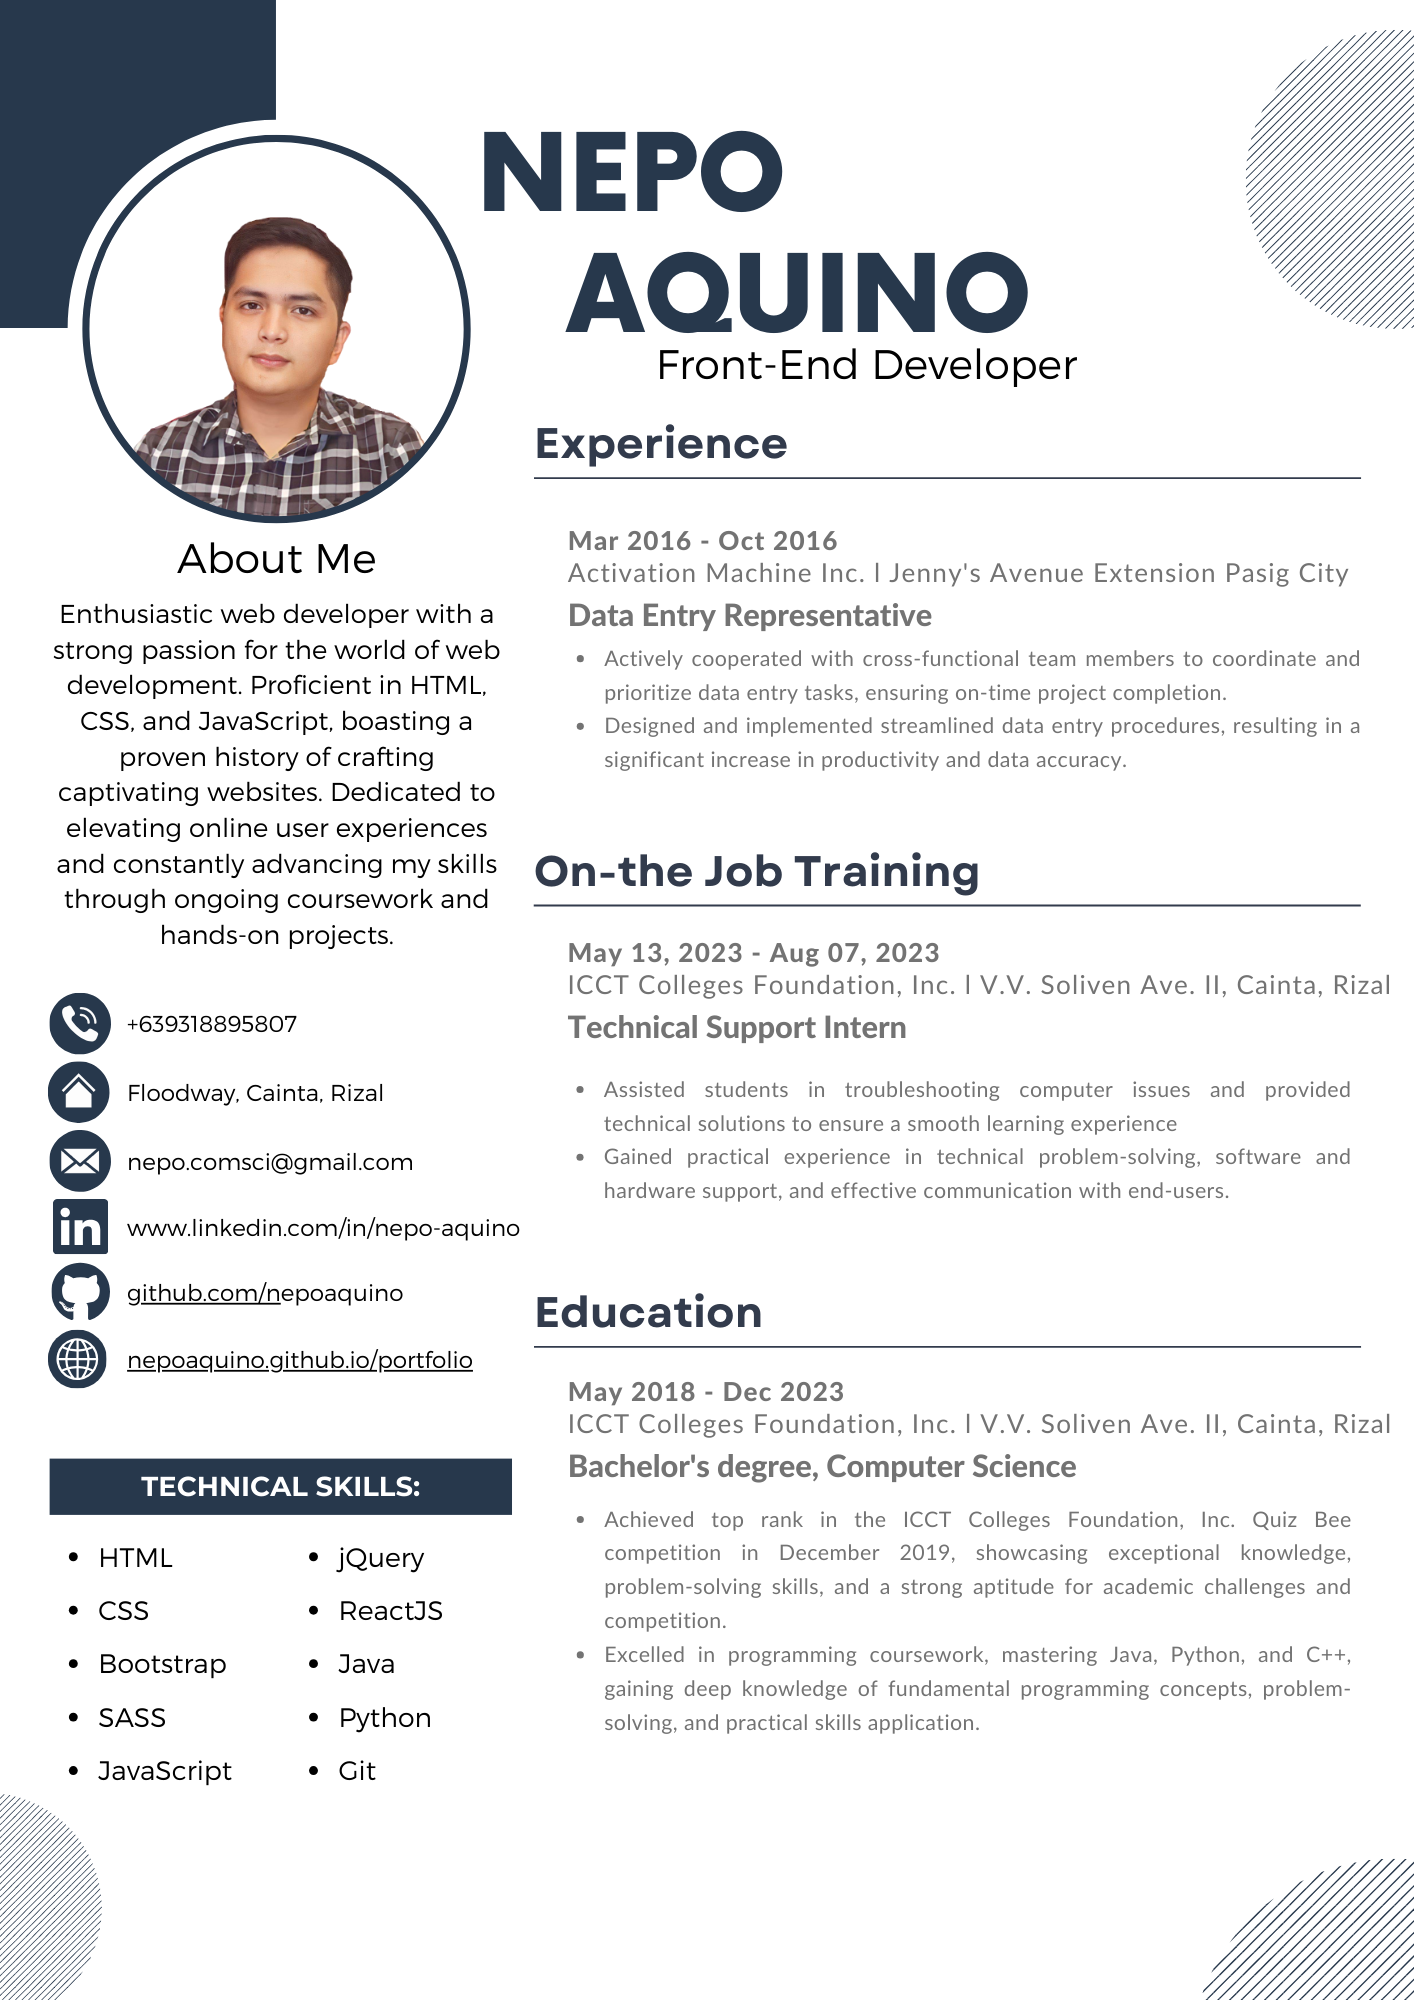 NEPO
AQUINO
Front-End Developer
About Me
Enthusiastic web developer with a
strong passion for the world of web
development. Proficient in HTML,
CSS, and JavaScript, boasting a
proven history of crafting
captivating websites. Dedicated to
elevating online user experiences
and constantly advancing my skills
through ongoing coursework and
hands-on projects.
+639318895807
Floodway, Cainta, Rizal
nepo.comsci@gmail.com
in
www.linkedin.com/in/nepo-aquino
github.com/nepoaquino
nepoaquino.github.io/portfolio
TECHNICAL SKILLS:
• HTML
• CSS
• Bootstrap
• SASS
• JavaScript
• jQuery
• ReactJS
• Java
• Python
• Git
Experience
Mar 2016 - Oct 2016
Activation Machine Inc. l Jenny's Avenue Extension Pasig City
Data Entry Representative
• Actively cooperated with cross-functional team members to coordinate and
prioritize data entry tasks, ensuring on-time project completion.
• Designed and implemented streamlined data entry procedures, resulting in a
significant increase in productivity and data accuracy.
On-the Job Training
May 13, 2023 - Aug 07, 2023
ICCT Colleges Foundation, Inc. l V.V. Soliven Ave. II, Cainta, Rizal
Technical Support Intern
• Assisted students in troubleshooting computer issues and provided
technical solutions to ensure a smooth learning experience
• Gained practical experience in technical problem-solving, software and
hardware support, and effective communication with end-users.
Education
May 2018 - Dec 2023
ICCT Colleges Foundation, Inc. l V.V. Soliven Ave. II, Cainta, Rizal
Bachelor's degree, Computer Science
• Achieved top rank in the ICCT Colleges Foundation, Inc. Quiz Bee
competition in December 2019, showcasing exceptional knowledge,
problem-solving skills, and a strong aptitude for academic challenges and
competition.
• Excelled in programming coursework, mastering Java, Python, and C++,
gaining deep knowledge of fundamental programming concepts, problem-
solving, and practical skills application.